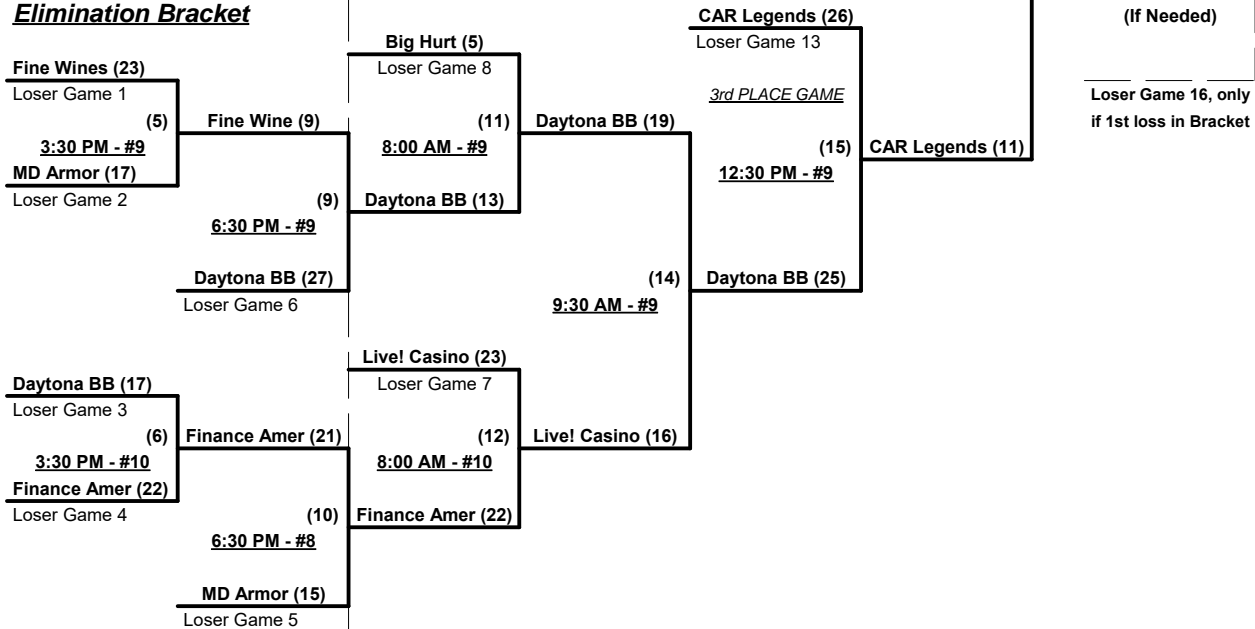 Elimination Bracket
Fine Wines (23)
Loser Game 1
(5)
3:30 PM - #9
MD Armor (17)
Loser Game 2
Fine Wine (9)
(9)
6:30 PM - #9
Daytona BB (27)
Loser Game 6
Daytona BB (17)
Loser Game 3
(6)
3:30 PM - #10
Finance Amer (22)
Loser Game 4
Finance Amer (21)
(10)
6:30 PM - #8
MD Armor (15)
Loser Game 5
Big Hurt (5)
Loser Game 8
(11)
8:00 AM - #9
Daytona BB (13)
Live! Casino (23)
Loser Game 7
(12)
8:00 AM - #10
Finance Amer (22)
Daytona BB (19)
(14)
9:30 AM - #9
Live! Casino (16)
CAR Legends (26)
Loser Game 13
3rd PLACE GAME
(15)
12:30 PM - #9
Daytona BB (25)
CAR Legends (11)
(If Needed)
Loser Game 16, only
if 1st loss in Bracket